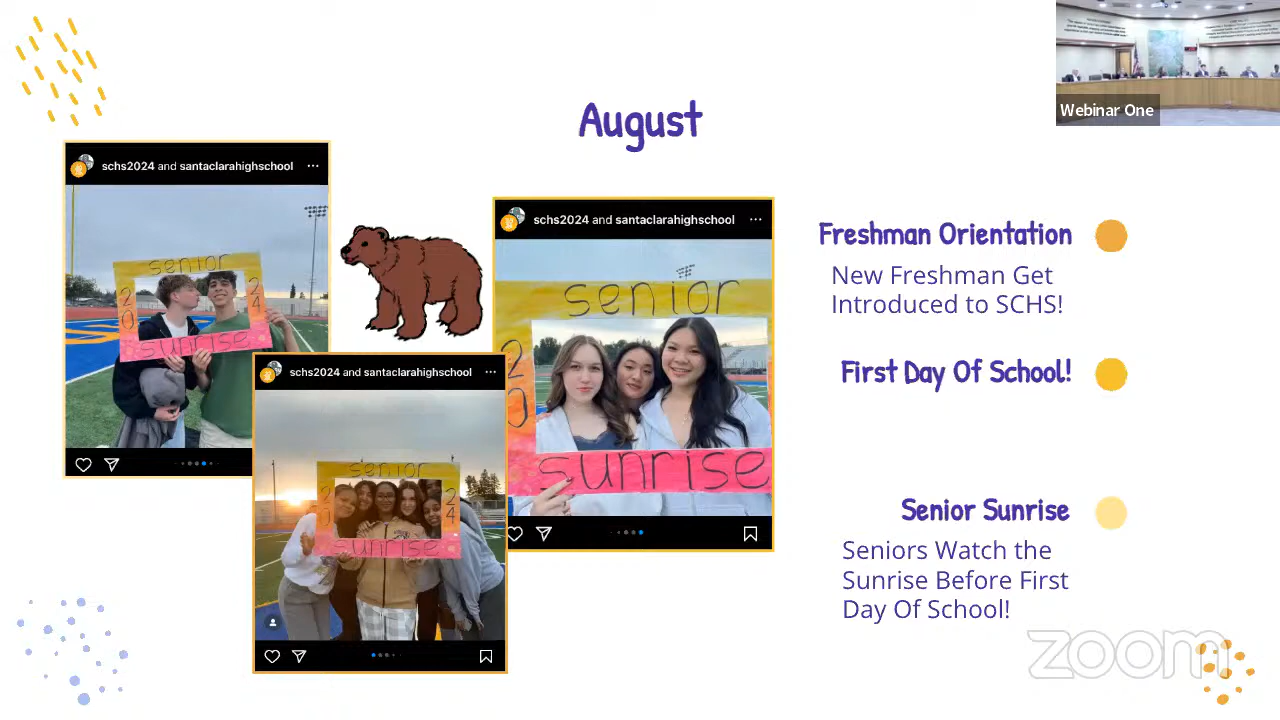 Webinar One
August
schs2024 and santaclarahighschool
senior
20
24
sunrise
schs2024 and santaclarahighschool
senior
20
sunrise
schs2024 and santaclarahighschool
senior
20
24
sunrise
Freshman Orientation
New Freshman Get
Introduced to SCHS!
First Day Of School!
Senior Sunrise
Seniors Watch the
Sunrise Before First
Day Of School!
zoom